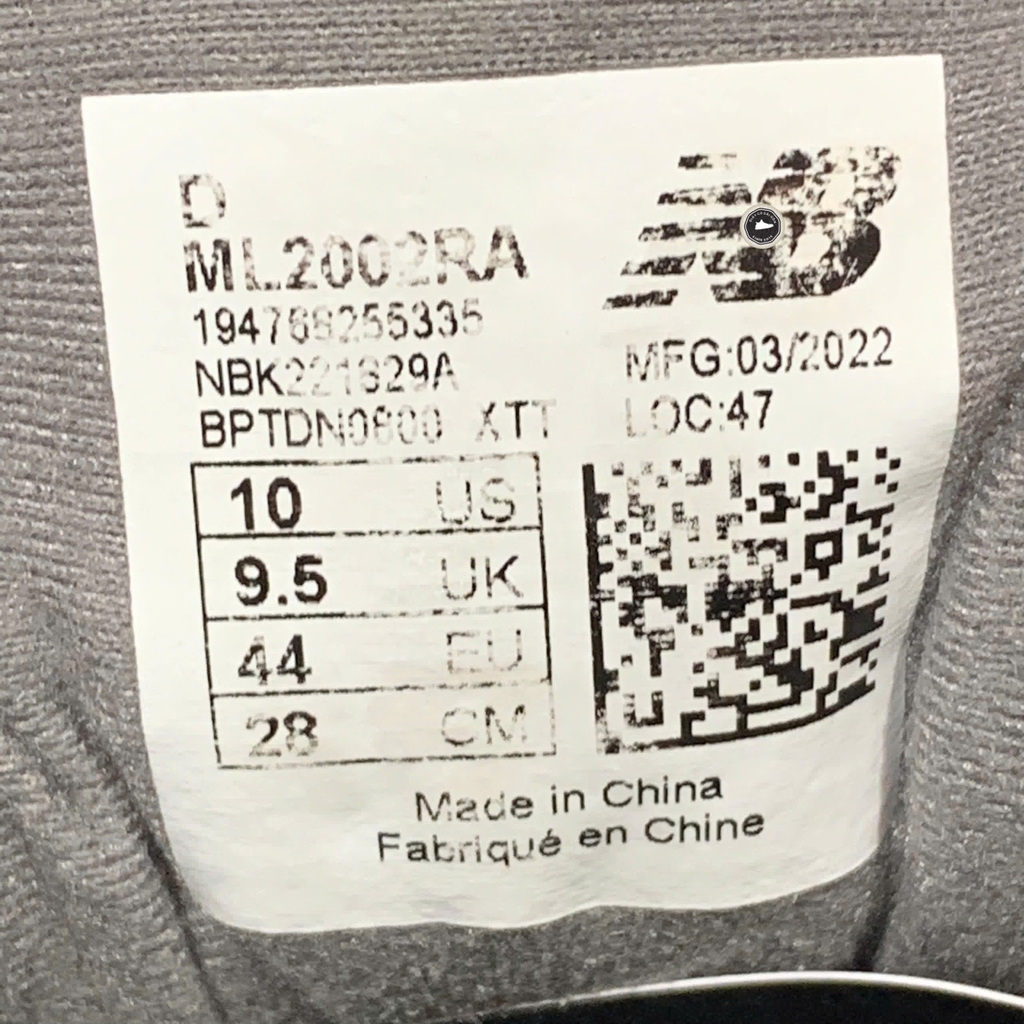 D
ML2002RA
194768255335
NBK221829A
BPTDN0800 XTT
10 US
9.5 UK
44 EU
28 CM
NB
MFG:03/2022
LOC:47
Made in China
Fabriqué en Chine